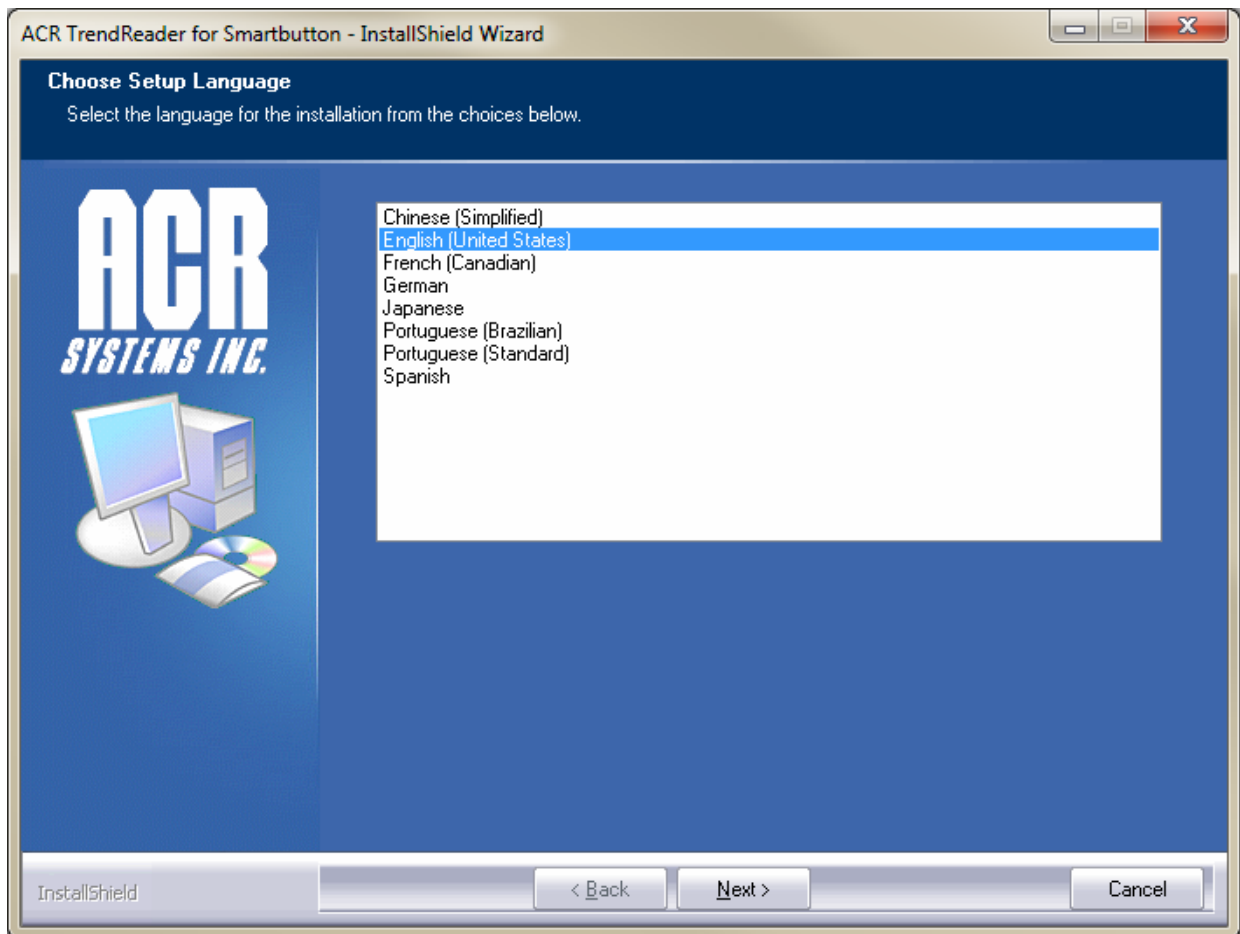 ACR TrendReader for Smartbutton - InstallShield Wizard
Choose Setup Language
Select the language for the installation from the choices below.
ACR
SYSTEMS INC.
Chinese (Simplified)
English (United States)
French (Canadian)
German
Japanese
Portuguese (Brazilian)
Portuguese (Standard)
Spanish
InstallShield
< Back
Next >
Cancel